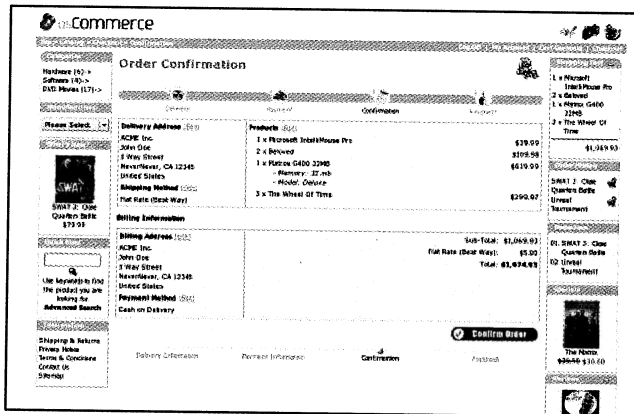 osCommerce
Hardware (6)->
Software (4)->
DVD Movies (17)->
Please Select
SWAT 3: Close
Quarters Battle
$79.99
Use keywords to find
the product you are
looking for.
Advanced Search
Shipping & Returns
Privacy Notice
Terms & Conditions
Contact Us
Sitemap
Order Confirmation
Delivery
Payment
Confirmation
Delivery Address (Edit)
ACME Inc.
John Doe
3 Way Street
NeverNever, CA 12345
United States
Shipping Method (Edit)
Flat Rate (Best Way)
Products (Edit)
1 x Microsoft IntelliMouse Pro $39.99
2 x Beloved $109.98
1 x Matrox G400 32MB $619.99
- Memory: 32 mb
- Model: Deluxe
3 x The Wheel Of Time $299.97
Billing Information
Billing Address (Edit)
ACME Inc.
John Doe
3 Way Street
NeverNever, CA 12345
United States
Payment Method (Edit)
Cash on Delivery
Sub-Total: $1,069.93
Flat Rate (Best Way): $5.00
Total: $1,074.93
Confirm Order
Delivery Information
Payment Information
Confirmation
1 x Microsoft
IntelliMouse Pro
2 x Beloved
1 x Matrox G400
32MB
3 x The Wheel Of
Time
$1,069.93
SWAT 3: Close
Quarters Battle
Unreal
Tournament
01. SWAT 3: Close
Quarters Battle
02. Unreal
Tournament
The Matrix
$39.99 $30.00